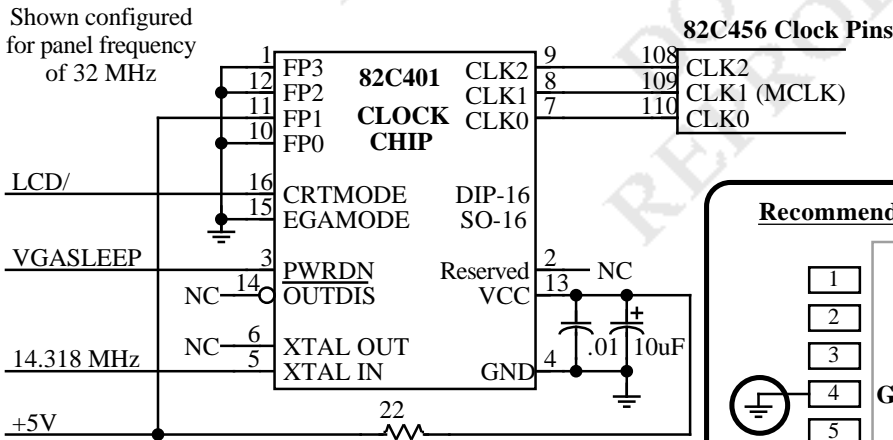 Shown configured
for panel frequency
of 32 MHz
82C456 Clock Pins
1 FP3
12 FP2
11 FP1
10 FP0
82C401
CLOCK
CHIP
CLK2 9
CLK1 8
CLK0 7
108 CLK2
109 CLK1 (MCLK)
110 CLK0
LCD/
16 CRTMODE
15 EGAMODE
DIP-16
SO-16
VGASLEEP
3 PWRDN
NC 14 OUTDIS
Reserved 2 NC
VCC 13
NC 6 XTAL OUT
14.318 MHz 5 XTAL IN
GND 4
.01
+
10uF
+5V
22
Recommend
1
2
3
4 G
5
DO
REPRO